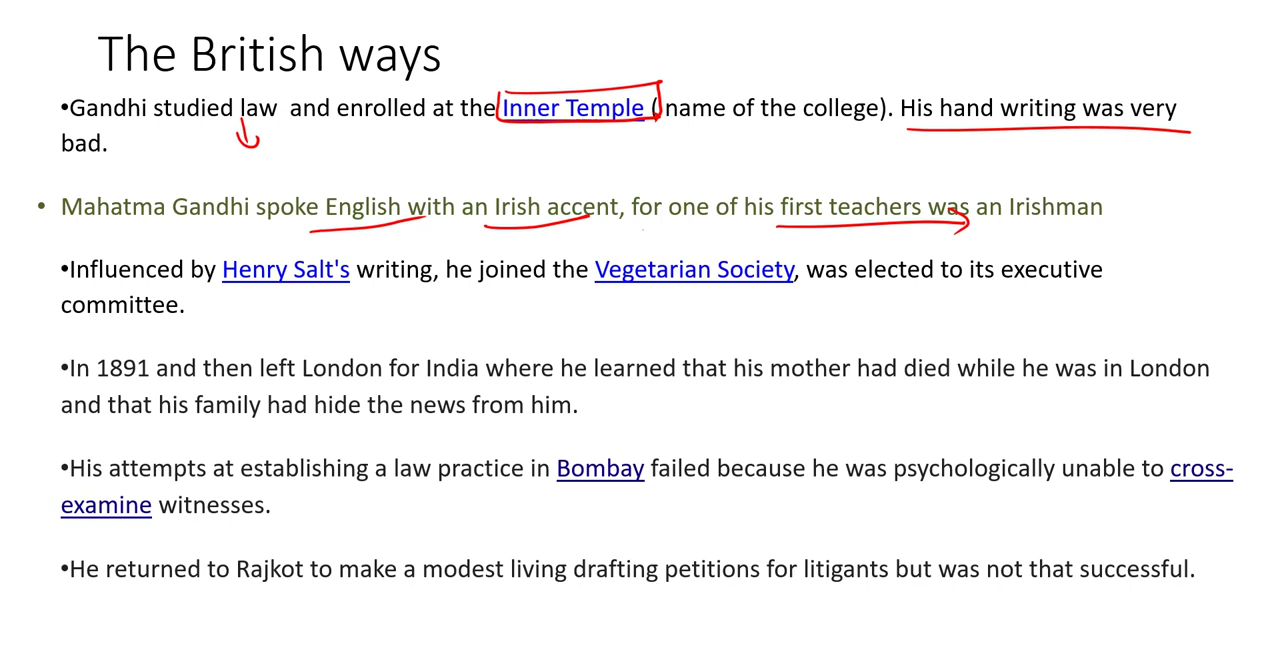 The British ways
•Gandhi studied law and enrolled at the Inner Temple ( name of the college). His hand writing was very
bad.
• Mahatma Gandhi spoke English with an Irish accent, for one of his first teachers was an Irishman
•Influenced by Henry Salt's writing, he joined the Vegetarian Society, was elected to its executive
committee.
•In 1891 and then left London for India where he learned that his mother had died while he was in London
and that his family had hide the news from him.
•His attempts at establishing a law practice in Bombay failed because he was psychologically unable to cross-
examine witnesses.
•He returned to Rajkot to make a modest living drafting petitions for litigants but was not that successful.